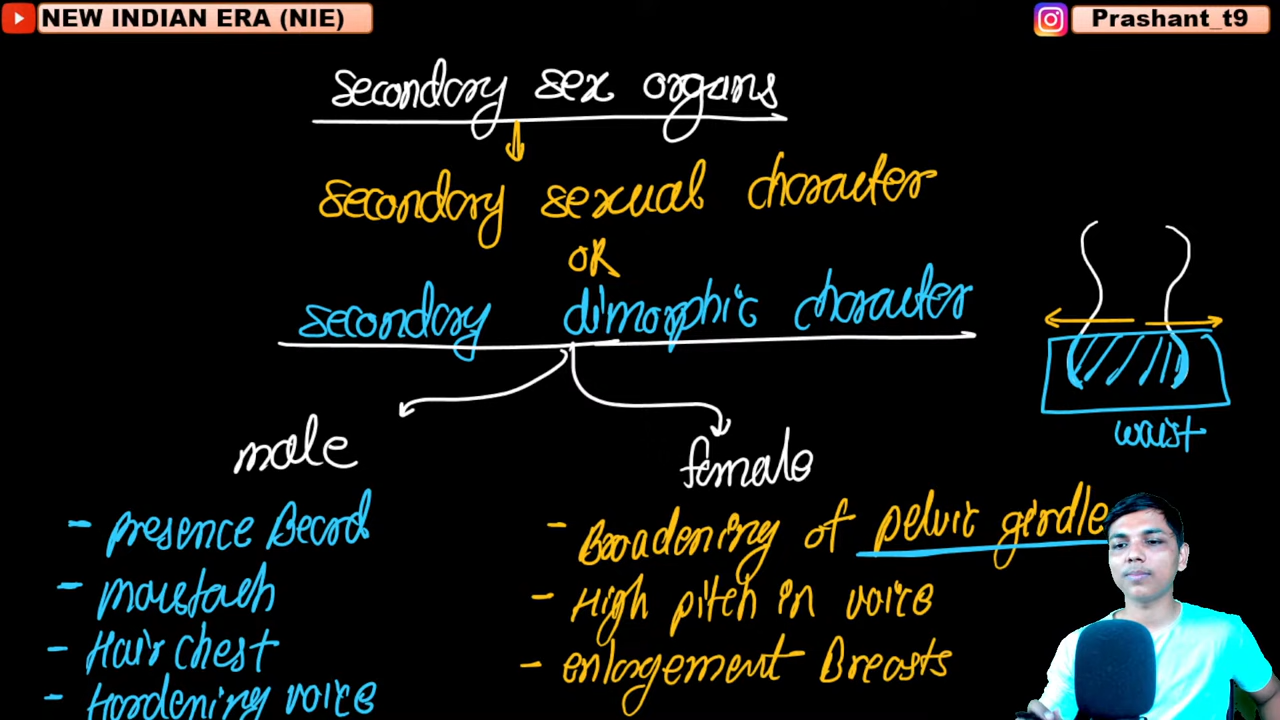 NEW INDIAN ERA (NIE)
Prashant_t9
secondary sex organs
secondary sexual character
OR
secondary dimorphic character
male
female
waist
- presence Beard
- moustach
- Hair chest
- Hardening voice
- Broadening of pelvic girdle
- High pitch in voice
- enlagement Breasts